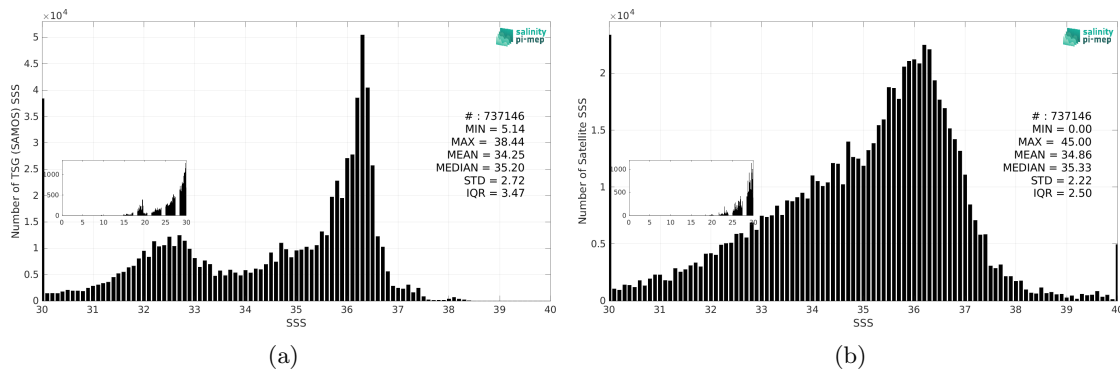 ×10⁴
5
4.5
4
3.5
3
2.5
2
1.5
1
0.5
0
Number of TSG (SAMOS) SSS
salinity
pi-mep
# : 737146
MIN = 5.14
MAX = 38.44
MEAN = 34.25
MEDIAN = 35.20
STD = 2.72
IQR = 3.47
1000
500
0
0 5 10 15 20 25 30
30 31 32 33 34 35 36 37 38 39 40
SSS
(a)
×10⁴
2
1.5
1
0.5
0
Number of Satellite SSS
salinity
pi-mep
# : 737146
MIN = 0.00
MAX = 45.00
MEAN = 34.86
MEDIAN = 35.33
STD = 2.22
IQR = 2.50
1000
500
0
0 5 10 15 20 25 30
30 31 32 33 34 35 36 37 38 39 40
SSS
(b)